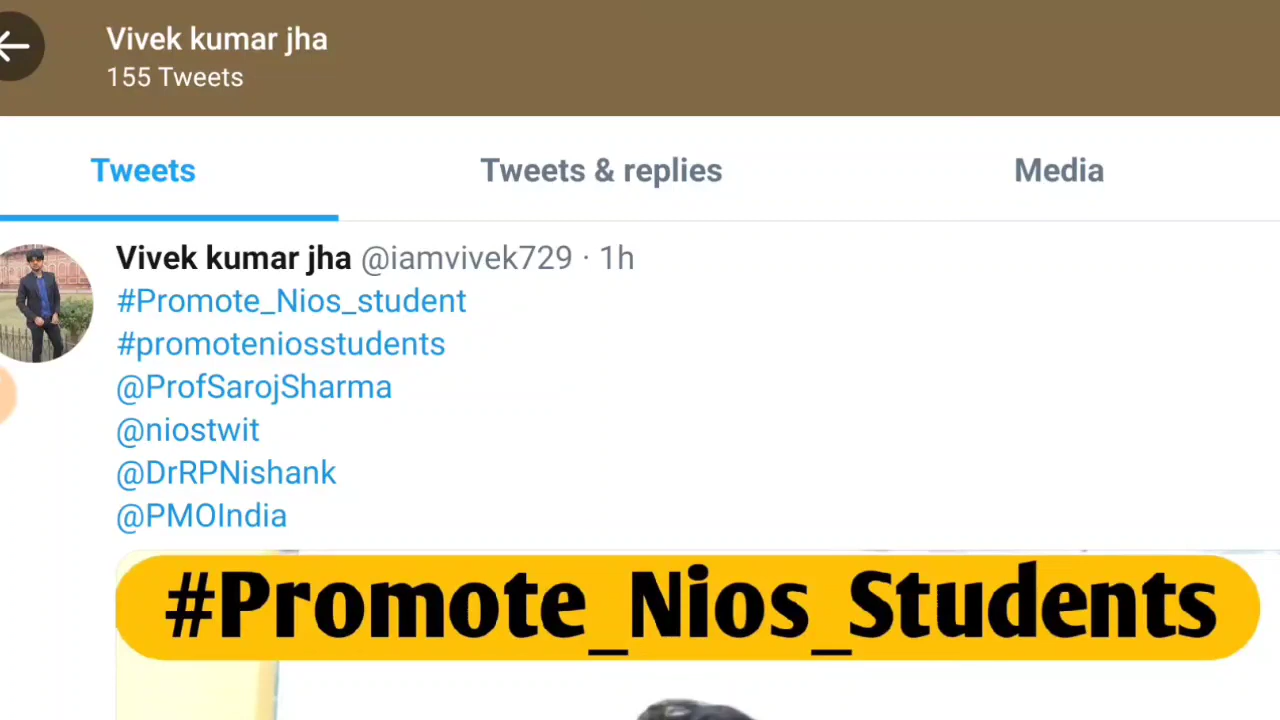 Vivek kumar jha
155 Tweets
Tweets
Tweets & replies
Media
Vivek kumar jha @iamvivek729 · 1h
#Promote_Nios_student
#promoteniosstudents
@ProfSarojSharma
@niostwit
@DrRPNishank
@PMOIndia
#Promote_Nios_Students